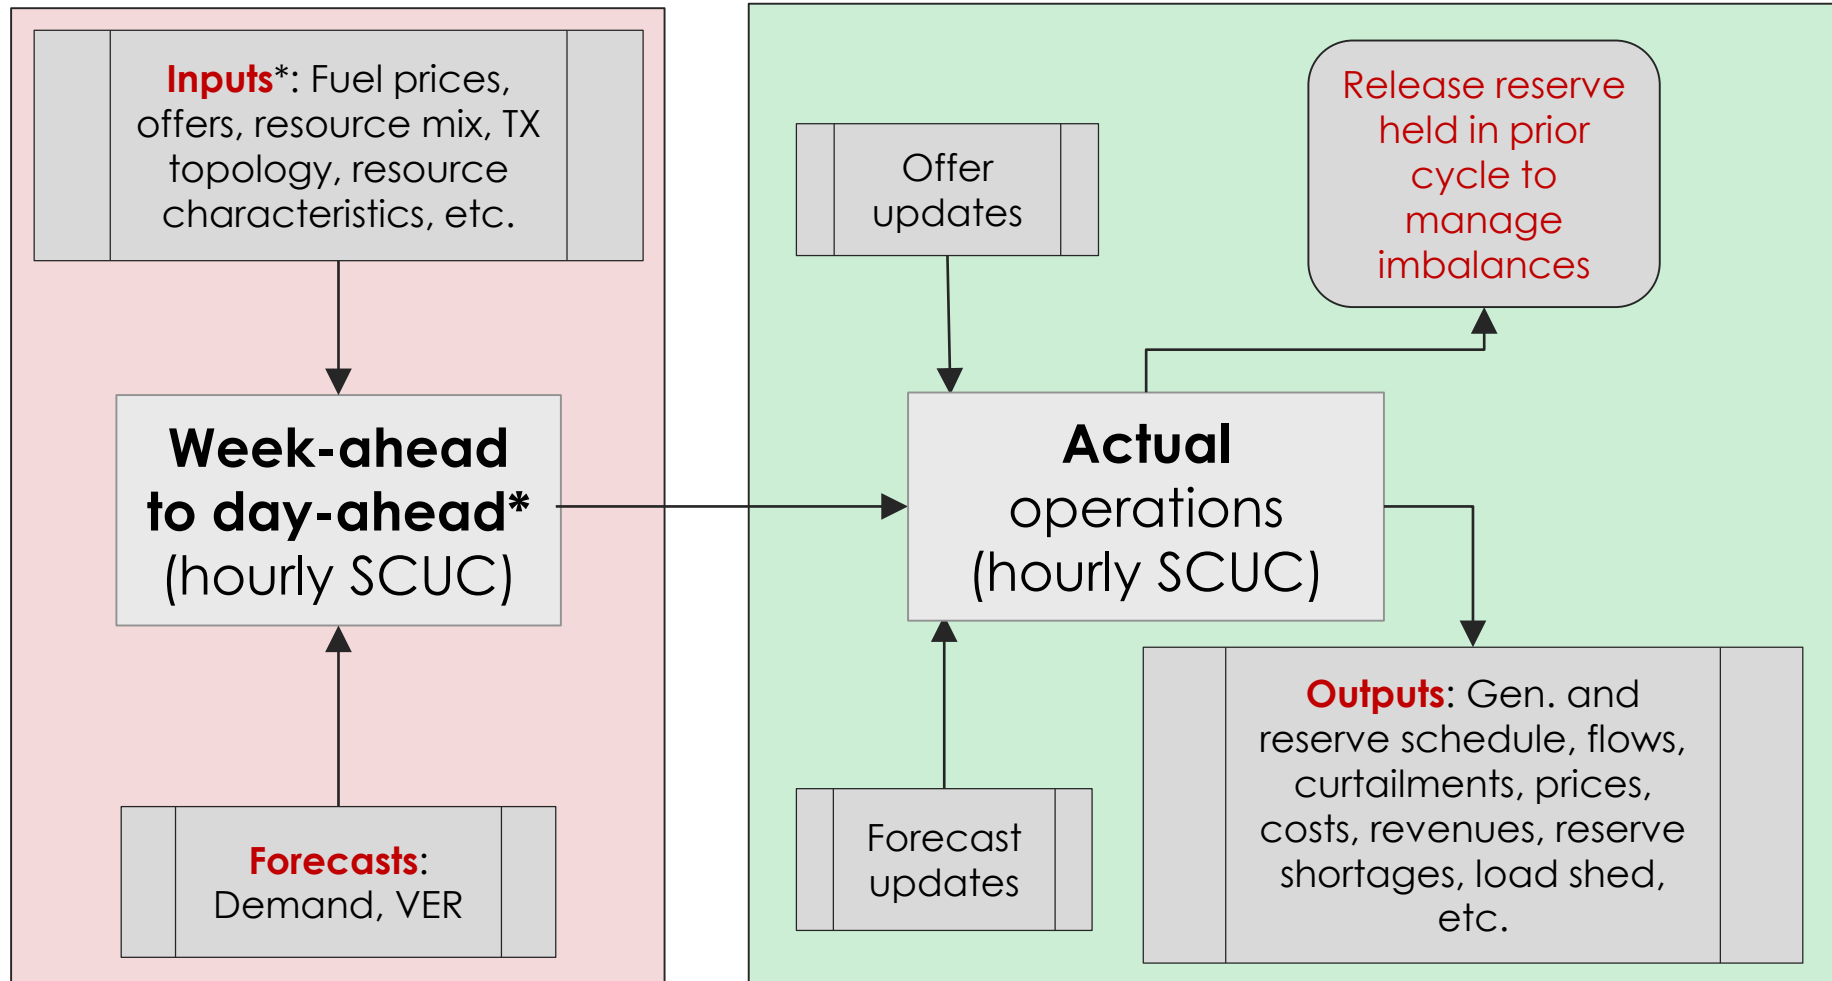 Inputs*: Fuel prices,
offers, resource mix, TX
topology, resource
characteristics, etc.
Week-ahead
to day-ahead*
(hourly SCUC)
Forecasts:
Demand, VER
Offer
updates
Release reserve
held in prior
cycle to
manage
imbalances
Actual
operations
(hourly SCUC)
Forecast
updates
Outputs: Gen. and
reserve schedule, flows,
curtailments, prices,
costs, revenues, reserve
shortages, load shed,
etc.